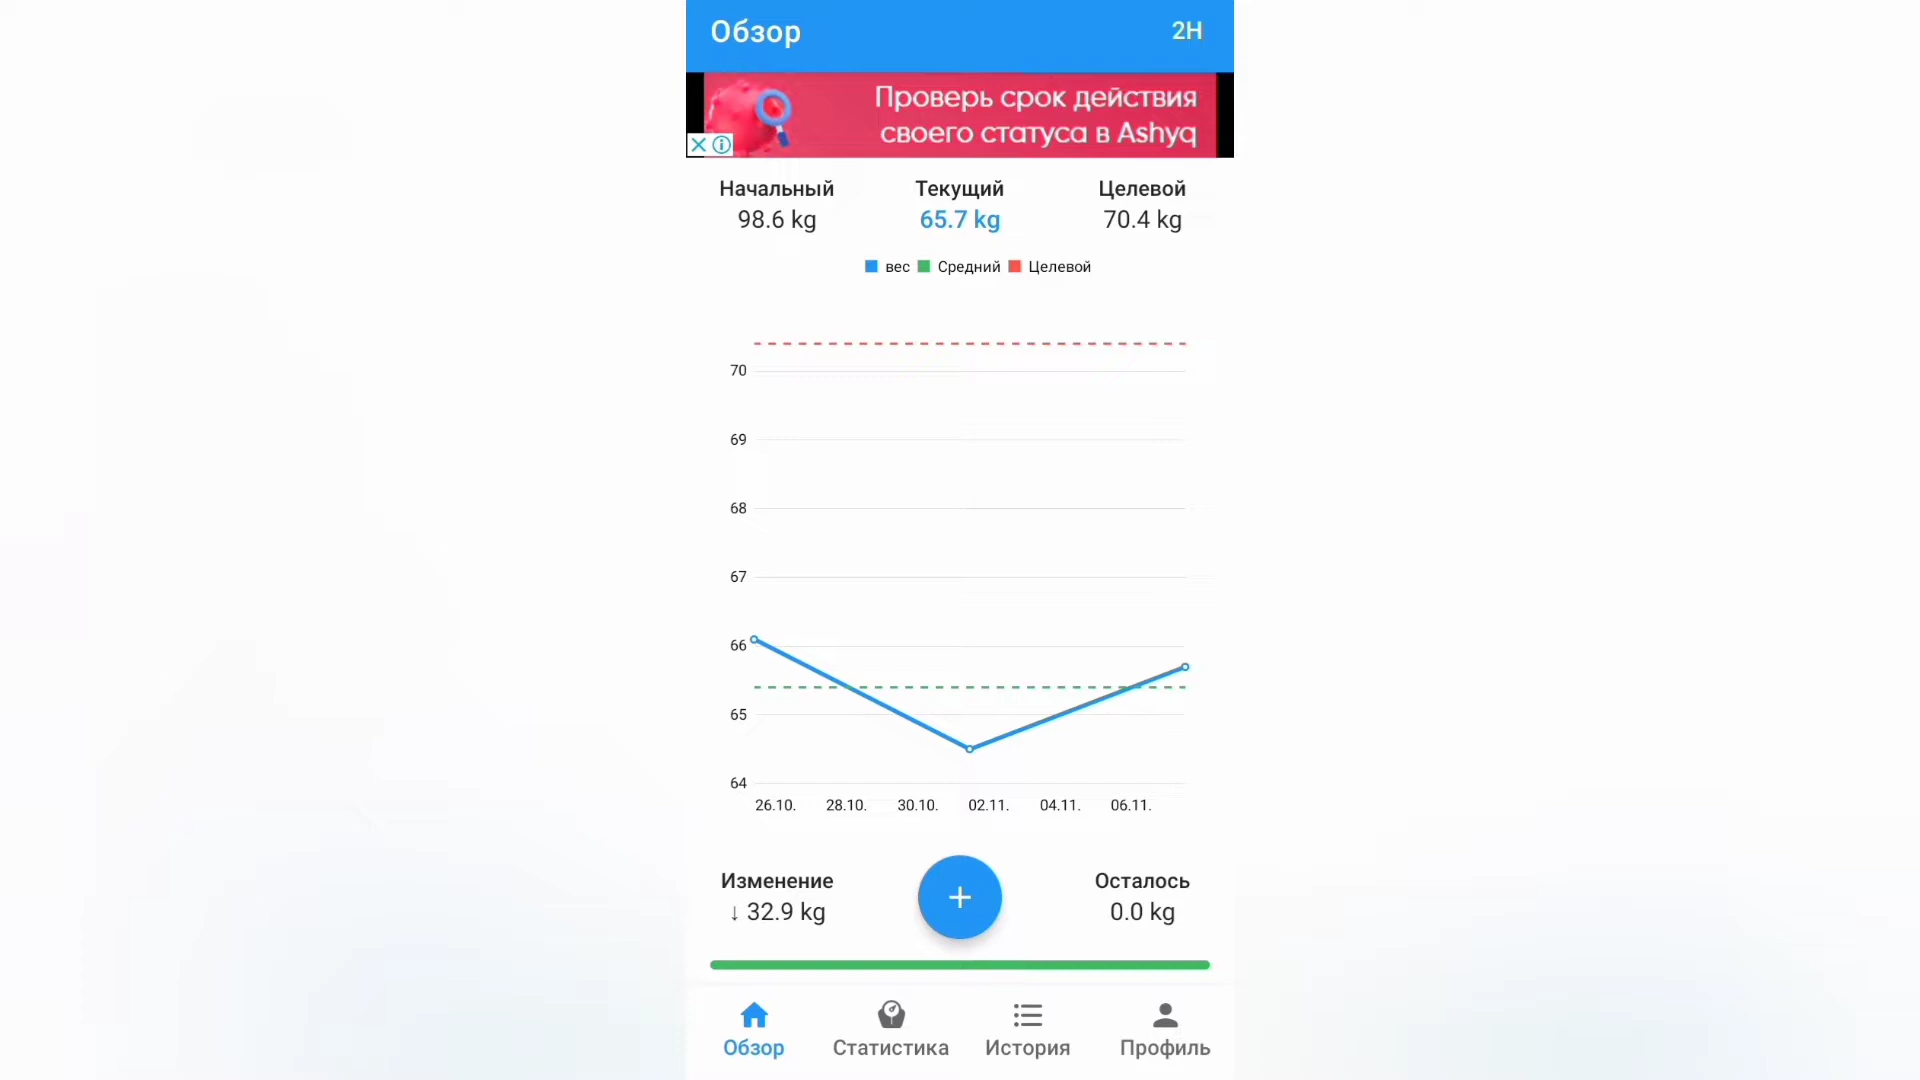 Обзор 2Н
Проверь срок действия
своего статуса в Ashyq
Начальный Текущий Целевой
98.6 kg 65.7 kg 70.4 kg
вес Средний Целевой
70
69
68
67
66
65
64
26.10. 28.10. 30.10. 02.11. 04.11. 06.11.
Изменение Осталось
↓ 32.9 kg + 0.0 kg
Обзор Статистика История Профиль